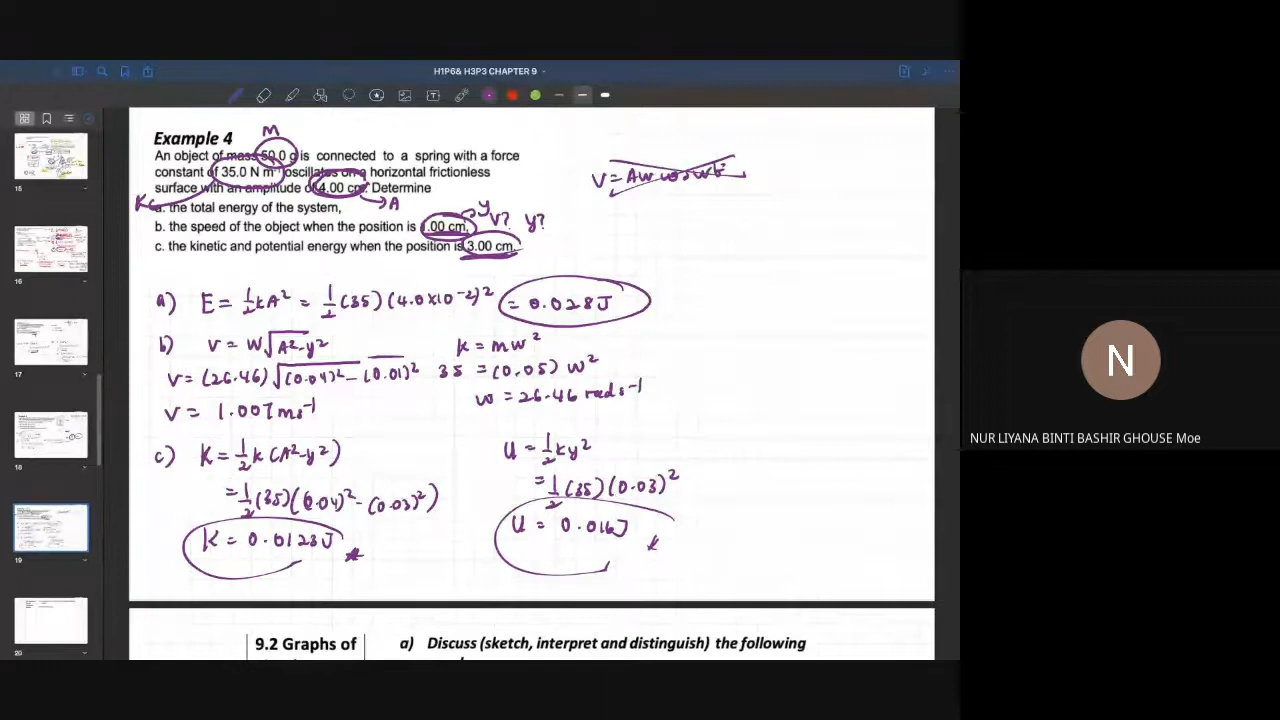 H1P6& H3P3 CHAPTER 9
Example 4
M
An object of mass 50.0 g is connected to a spring with a force
constant of 35.0 N m⁻¹ oscillates on a horizontal frictionless
surface with an amplitude of 4.00 cm. Determine
K
A
a. the total energy of the system,
b. the speed of the object when the position is 1.00 cm,
y
v? y?
c. the kinetic and potential energy when the position is 3.00 cm.
V = Aω cos ωt
a) E = ½kA² = ½(35)(4.0×10⁻²)² = 0.028J
b) V = ω√A²-y²
V = (26.46)√(0.04)² - (0.01)²
V = 1.007 ms⁻¹
k = mω²
35 = (0.05) ω²
ω = 26.46 rad s⁻¹
c) K = ½k(A²-y²)
= ½(35)((0.04)² - (0.03)²)
K = 0.0123J
U = ½ky²
= ½(35)(0.03)²
U = 0.016J
15
16
17
18
19
20
9.2 Graphs of
a) Discuss (sketch, interpret and distinguish) the following
N
NUR LIYANA BINTI BASHIR GHOUSE Moe